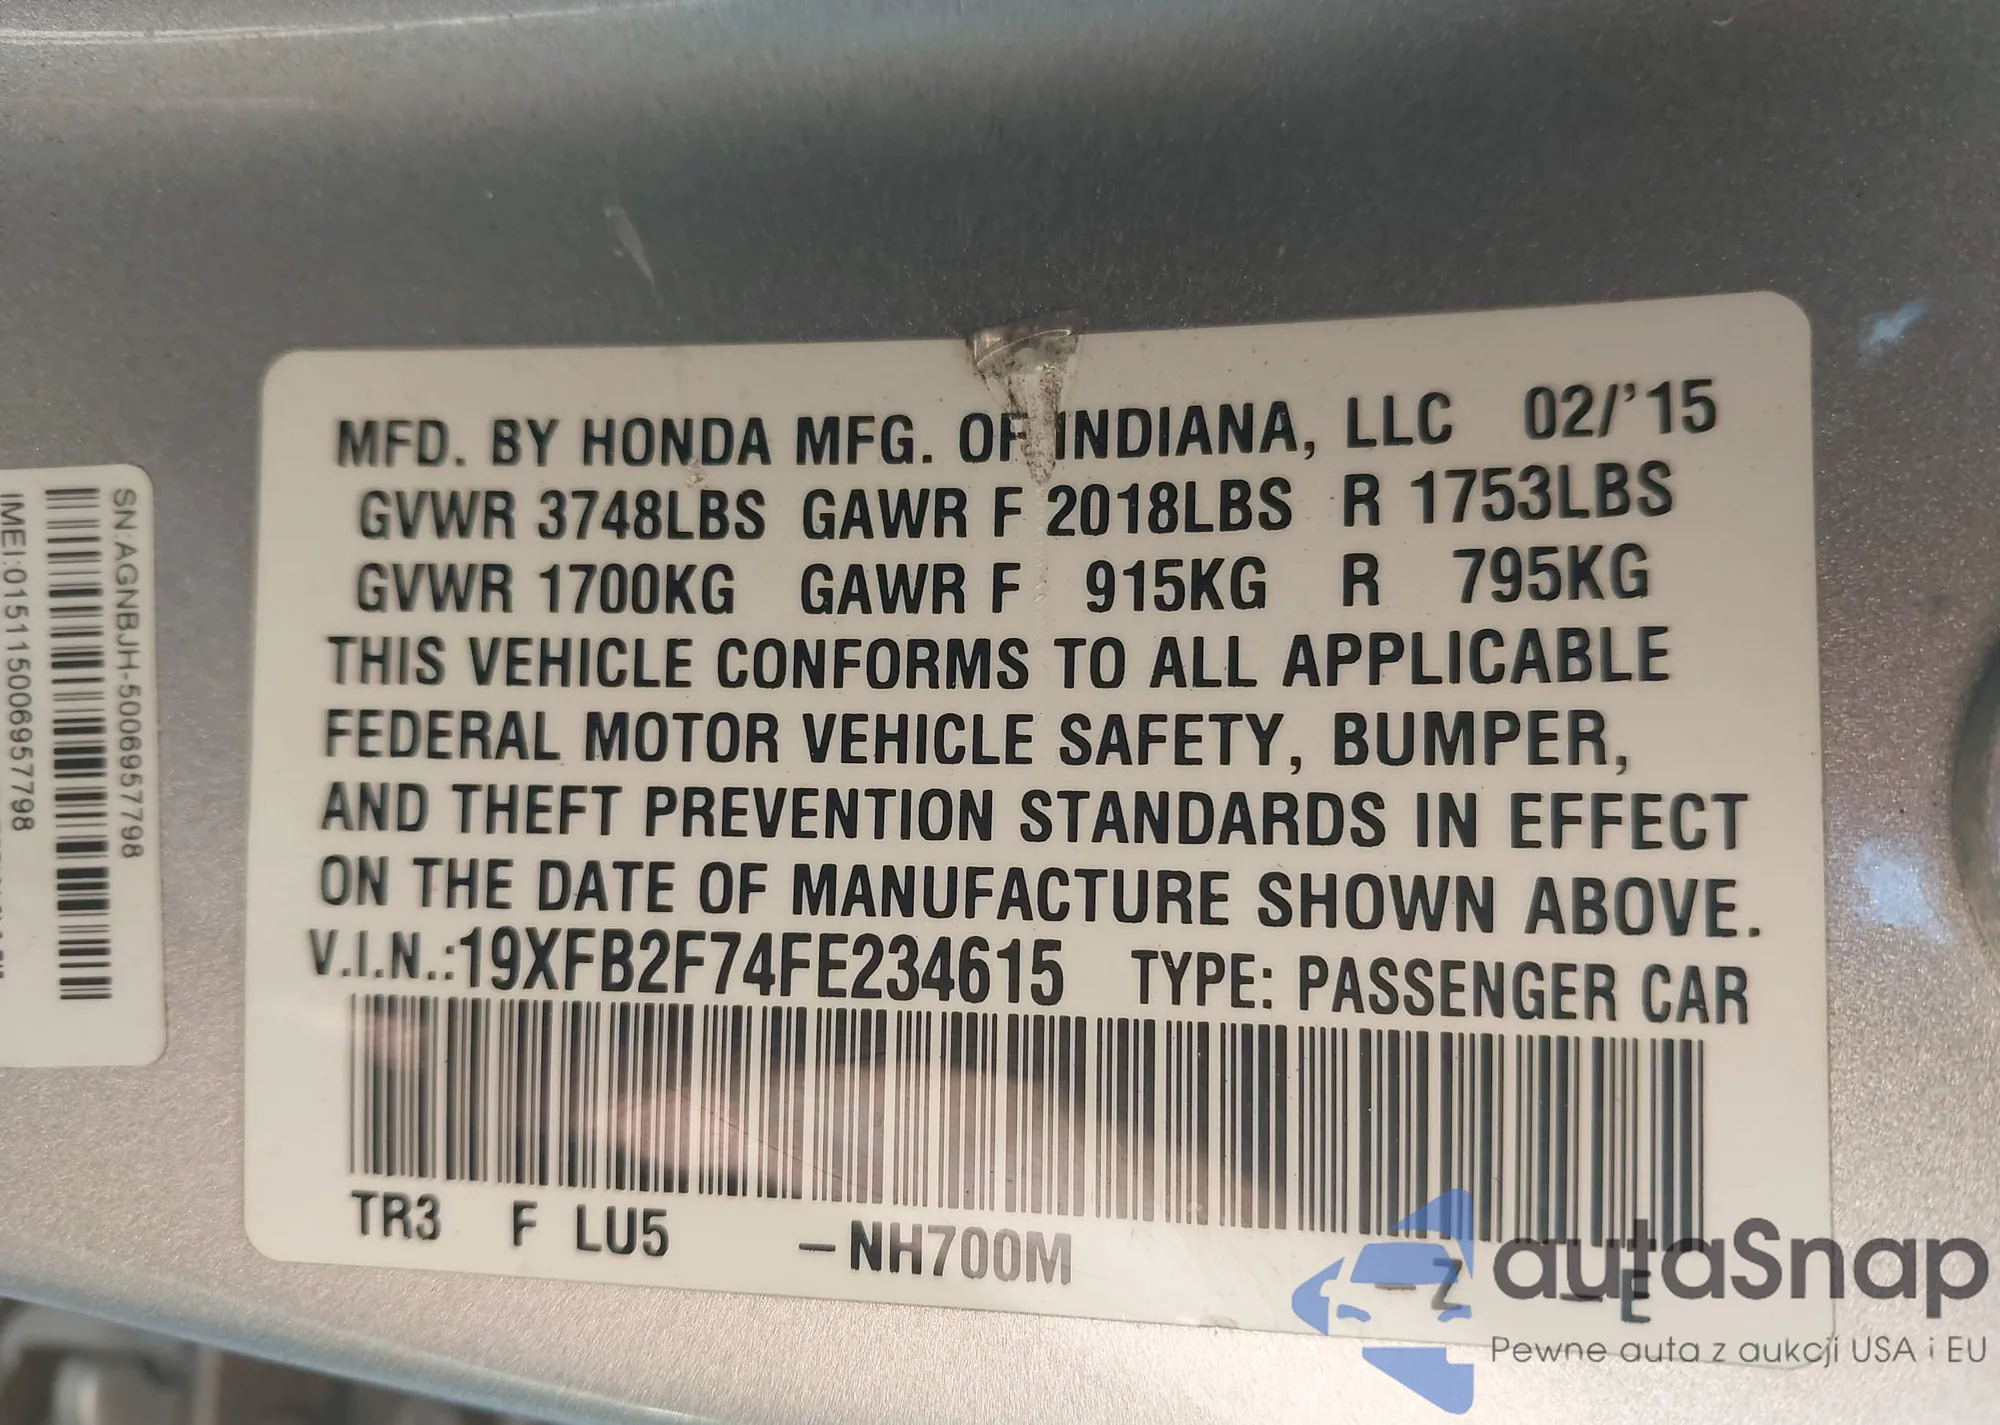 MFD. BY HONDA MFG. OF INDIANA, LLC 02/'15
GVWR 3748LBS GAWR F 2018LBS R 1753LBS
GVWR 1700KG GAWR F 915KG R 795KG
THIS VEHICLE CONFORMS TO ALL APPLICABLE
FEDERAL MOTOR VEHICLE SAFETY, BUMPER,
AND THEFT PREVENTION STANDARDS IN EFFECT
ON THE DATE OF MANUFACTURE SHOWN ABOVE.
V.I.N.:19XFB2F74FE234615 TYPE: PASSENGER CAR
TR3 F LU5 –NH700M – Z – E
SN:AGNBJH-5006957798
IMEI:015115006957798
autaSnap
Pewne auta z aukcji USA i EU